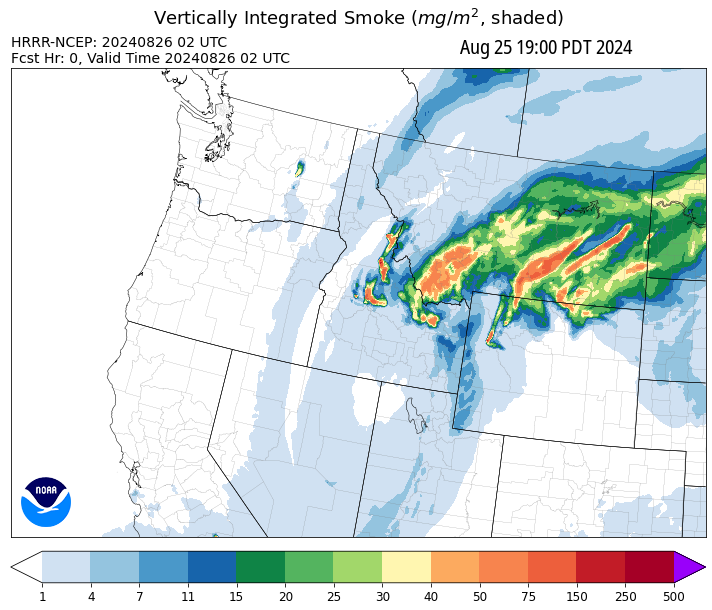 Vertically Integrated Smoke (mg/m², shaded)
HRRR-NCEP: 20240826 02 UTC
Aug 25 19:00 PDT 2024
Fcst Hr: 0, Valid Time 20240826 02 UTC
NOAA
1 4 7 11 15 20 25 30 40 50 75 150 250 500